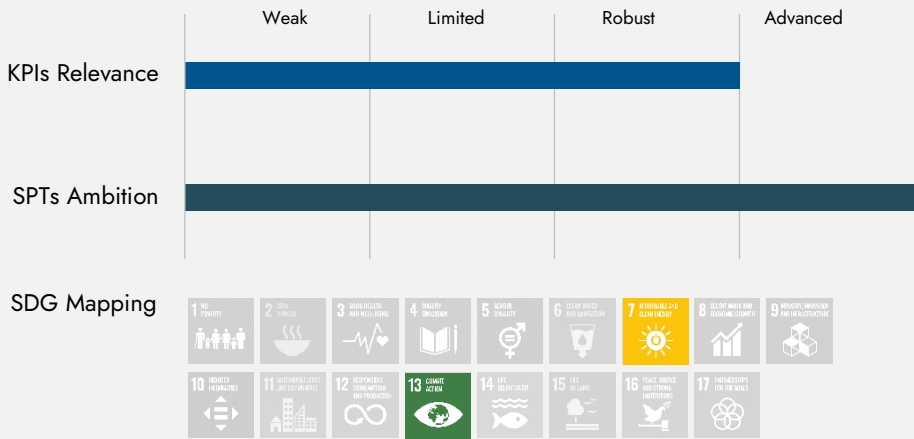 Weak Limited Robust Advanced
KPIs Relevance
SPTs Ambition
SDG Mapping
1 NO
POVERTY
2 ZERO
HUNGER
3 GOOD HEALTH
AND WELL-BEING
4 QUALITY
EDUCATION
5 GENDER
EQUALITY
6 CLEAN WATER
AND SANITATION
7 AFFORDABLE AND
CLEAN ENERGY
8 DECENT WORK AND
ECONOMIC GROWTH
9 INDUSTRY, INNOVATION
AND INFRASTRUCTURE
10 REDUCED
INEQUALITIES
11 SUSTAINABLE CITIES
AND COMMUNITIES
12 RESPONSIBLE
CONSUMPTION
AND PRODUCTION
13 CLIMATE
ACTION
14 LIFE
BELOW WATER
15 LIFE
ON LAND
16 PEACE, JUSTICE
AND STRONG
INSTITUTIONS
17 PARTNERSHIPS
FOR THE GOALS